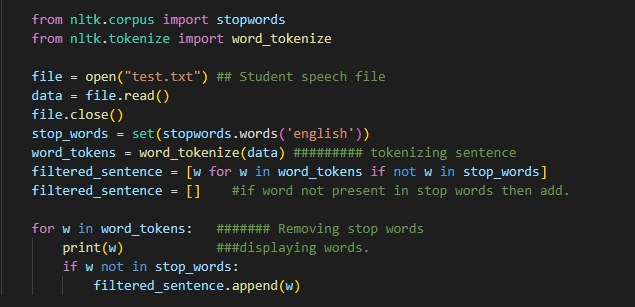 from nltk.corpus import stopwords
from nltk.tokenize import word_tokenize

file = open("test.txt") ## Student speech file
data = file.read()
file.close()
stop_words = set(stopwords.words('english'))
word_tokens = word_tokenize(data) ######### tokenizing sentence
filtered_sentence = [w for w in word_tokens if not w in stop_words]
filtered_sentence = []    #if word not present in stop words then add.

for w in word_tokens:   ####### Removing stop words
    print(w)            ###displaying words.
    if w not in stop_words:
        filtered_sentence.append(w)